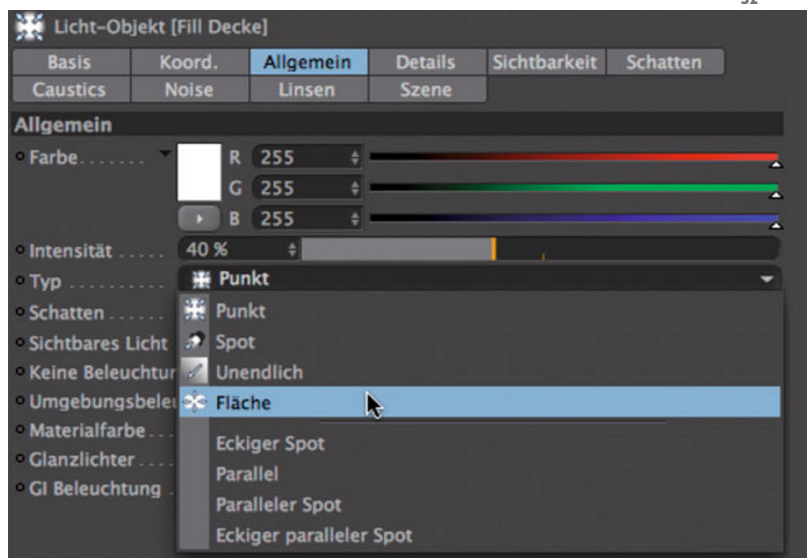 Licht-Objekt [Fill Decke]
Basis Koord. Allgemein Details Sichtbarkeit Schatten
Caustics Noise Linsen Szene
Allgemein
Farbe....... R 255
G 255
B 255
Intensität ..... 40 %
Typ .......... Punkt
Schatten ...... Punkt
Sichtbares Licht Spot
Keine Beleuchtun Unendlich
Umgebungsbeleu Fläche
Materialfarbe...
Glanzlichter .... Eckiger Spot
GI Beleuchtung . Parallel
Paralleler Spot
Eckiger paralleler Spot